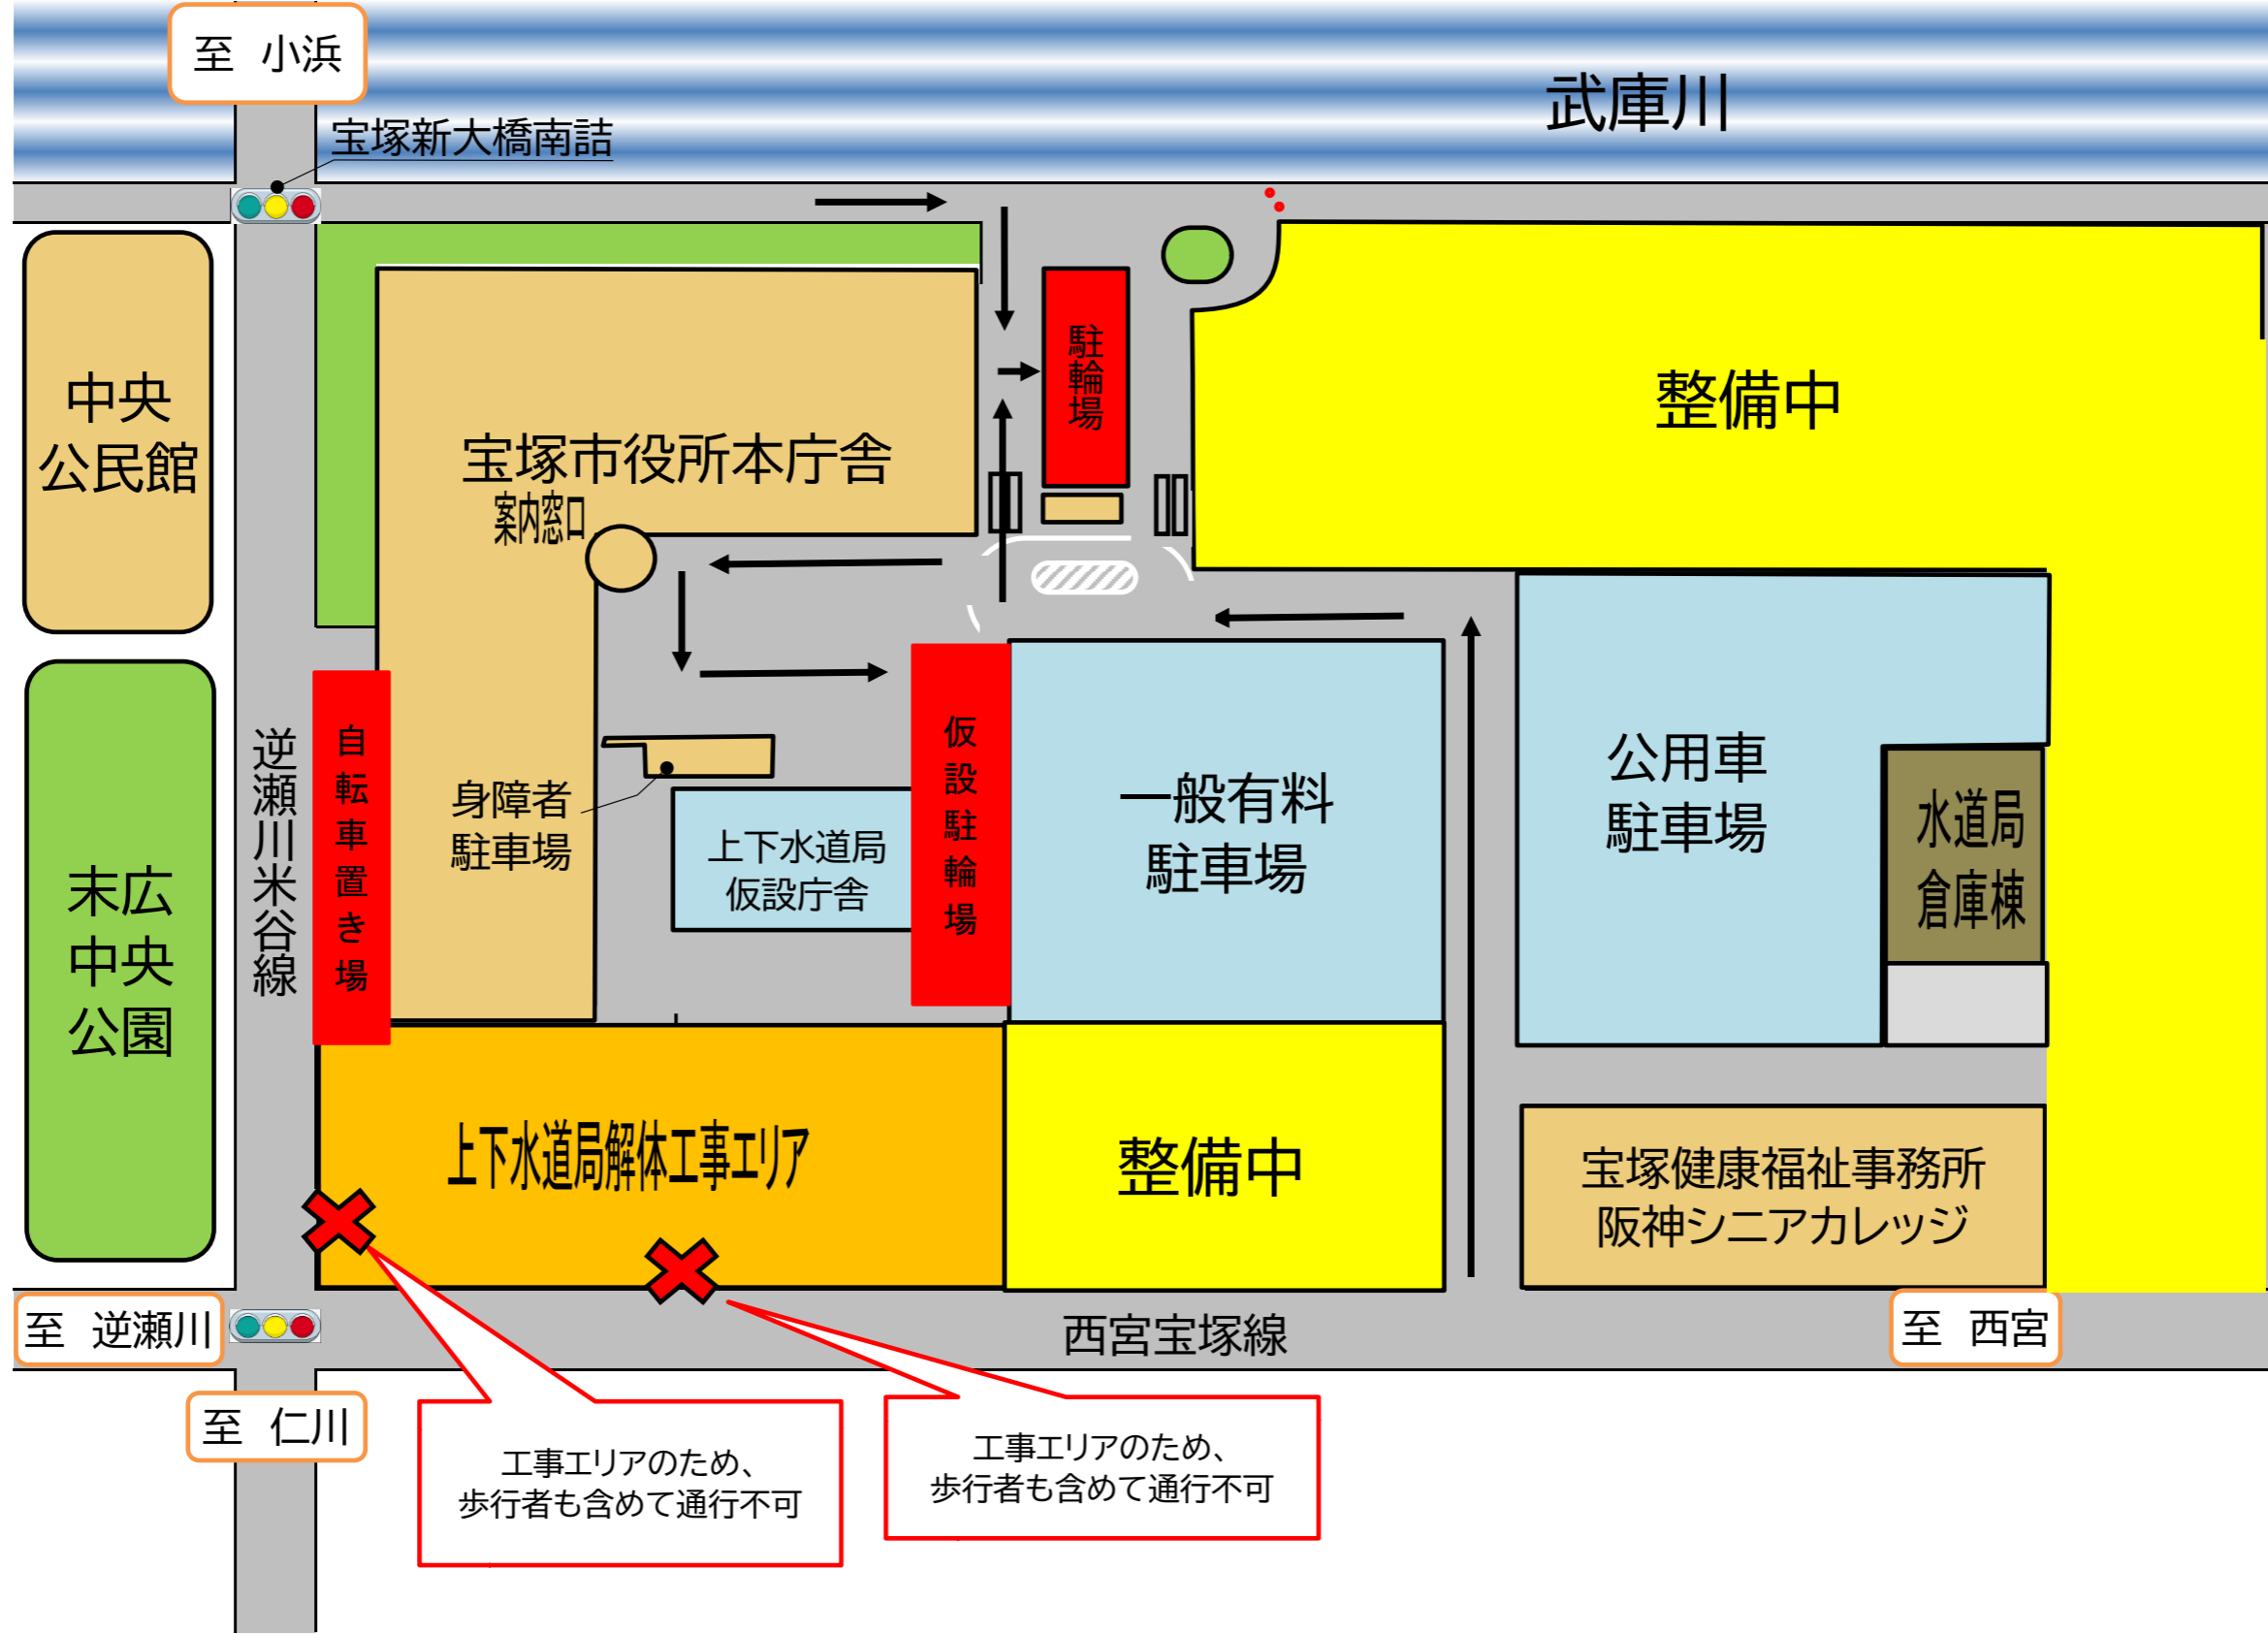 至 小浜
武庫川
宝塚新大橋南詰
中央
公民館
宝塚市役所本庁舎
案内窓口
駐輪場
整備中
末広
中央
公園
逆瀬川米谷線
自転車置き場
身障者
駐車場
上下水道局
仮設庁舎
仮設駐輪場
一般有料
駐車場
公用車
駐車場
水道局
倉庫棟
上下水道局解体工事エリア
整備中
宝塚健康福祉事務所
阪神シニアカレッジ
至 逆瀬川
西宮宝塚線
至 西宮
至 仁川
工事エリアのため、
歩行者も含めて通行不可
工事エリアのため、
歩行者も含めて通行不可